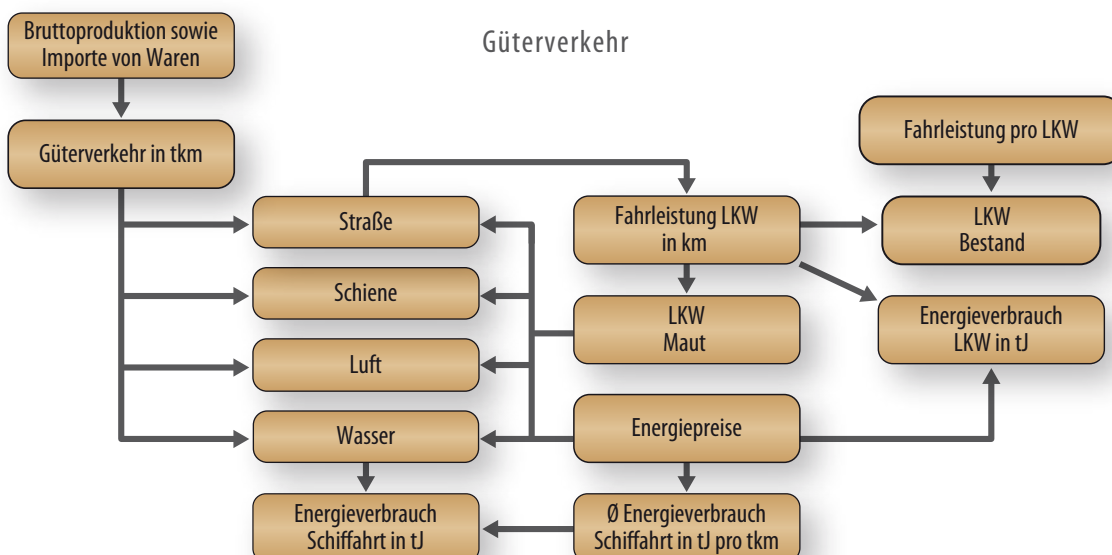 Bruttoproduktion sowie
Importe von Waren
Güterverkehr
Güterverkehr in tkm
Fahrleistung pro LKW
Straße
Fahrleistung LKW
in km
LKW
Bestand
Schiene
LKW
Maut
Energieverbrauch
LKW in tJ
Luft
Wasser
Energiepreise
Energieverbrauch
Schiffahrt in tJ
Ø Energieverbrauch
Schiffahrt in tJ pro tkm